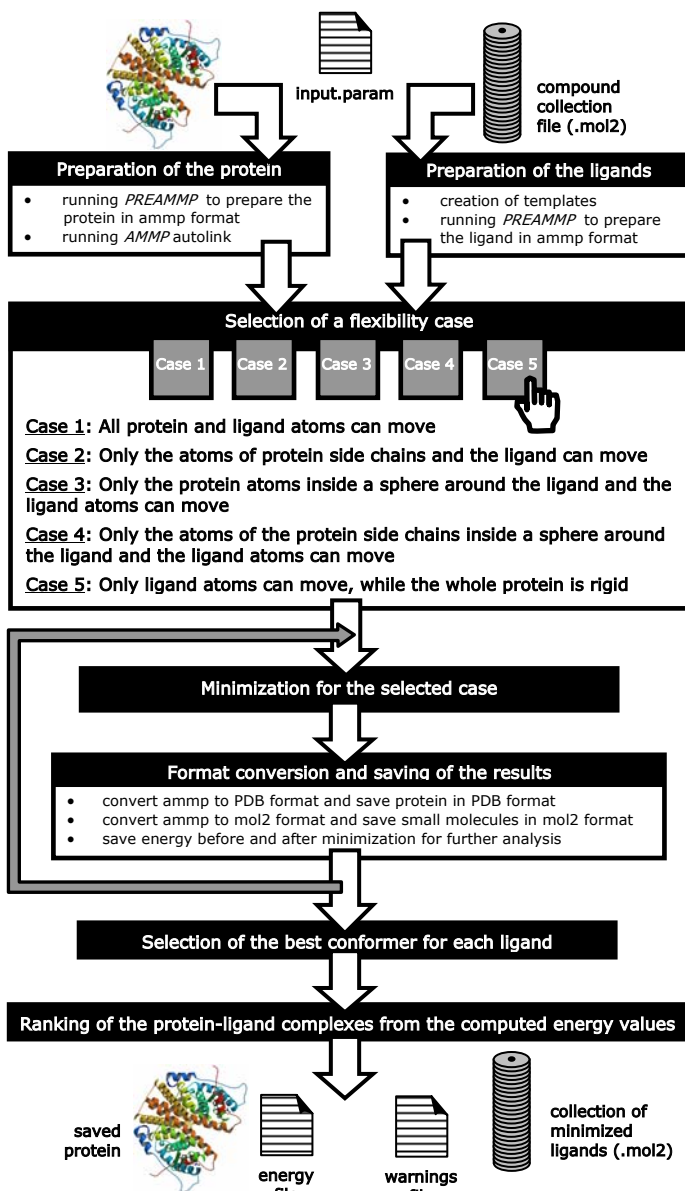 input.param
compound
collection
file (.mol2)
Preparation of the protein
• running PREAMMP to prepare the
protein in ammp format
• running AMMP autolink
Preparation of the ligands
• creation of templates
• running PREAMMP to prepare
the ligand in ammp format
Selection of a flexibility case
Case 1 Case 2 Case 3 Case 4 Case 5
Case 1: All protein and ligand atoms can move
Case 2: Only the atoms of protein side chains and the ligand can move
Case 3: Only the protein atoms inside a sphere around the ligand and the
ligand atoms can move
Case 4: Only the atoms of the protein side chains inside a sphere around
the ligand and the ligand atoms can move
Case 5: Only ligand atoms can move, while the whole protein is rigid
Minimization for the selected case
Format conversion and saving of the results
• convert ammp to PDB format and save protein in PDB format
• convert ammp to mol2 format and save small molecules in mol2 format
• save energy before and after minimization for further analysis
Selection of the best conformer for each ligand
Ranking of the protein-ligand complexes from the computed energy values
saved
protein
energy
warnings
collection of
minimized
ligands (.mol2)